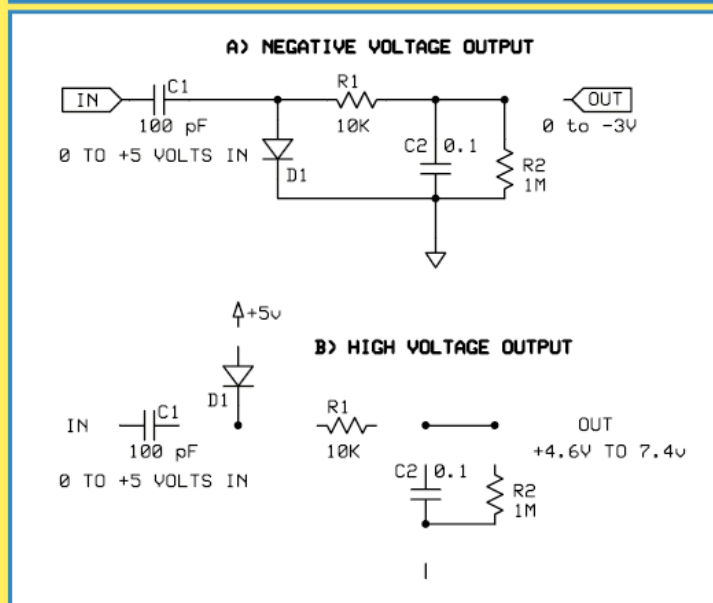 A) NEGATIVE VOLTAGE OUTPUT
IN
C1
100 pF
0 TO +5 VOLTS IN
D1
R1
10K
C2 0.1
R2
1M
OUT
0 to -3V
+5v
B) HIGH VOLTAGE OUTPUT
D1
IN
C1
100 pF
0 TO +5 VOLTS IN
R1
10K
C2 0.1
R2
1M
OUT
+4.6V TO 7.4v